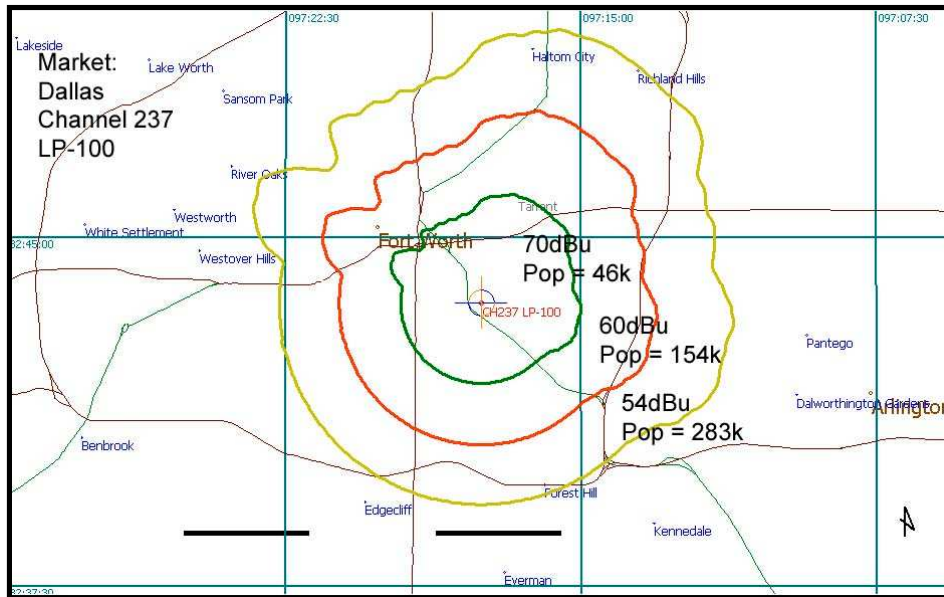 097:22:30
097:15:00
097:07:30
Lakeside
Market:
Dallas
Channel 237
LP-100
Lake Worth
Haltom City
Richland Hills
Sansom Park
River Oaks
Westworth
Tarrant
White Settlement
32:45:00
Fort Worth
Westover Hills
70dBu
Pop = 46k
CH237 LP-100
60dBu
Pop = 154k
Pantego
54dBu
Pop = 283k
Dalworthington Gardens
Arlington
Benbrook
Forest Hill
Edgecliff
Kennedale
Everman
32:37:30